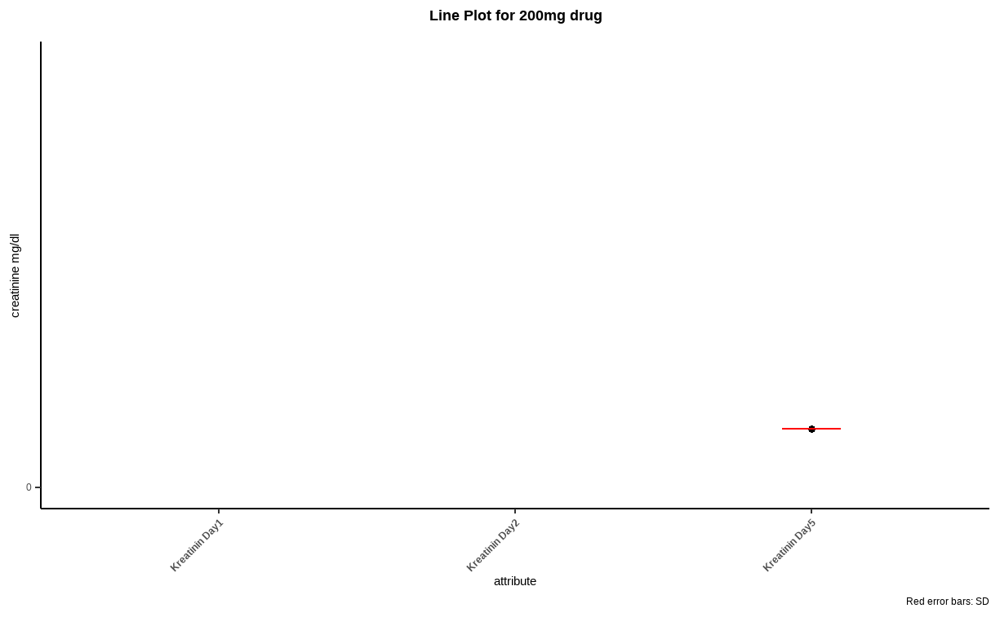 Line Plot for 200mg drug
creatinine mg/dl
0
Kreatinin Day1
Kreatinin Day2
Kreatinin Day5
attribute
Red error bars: SD